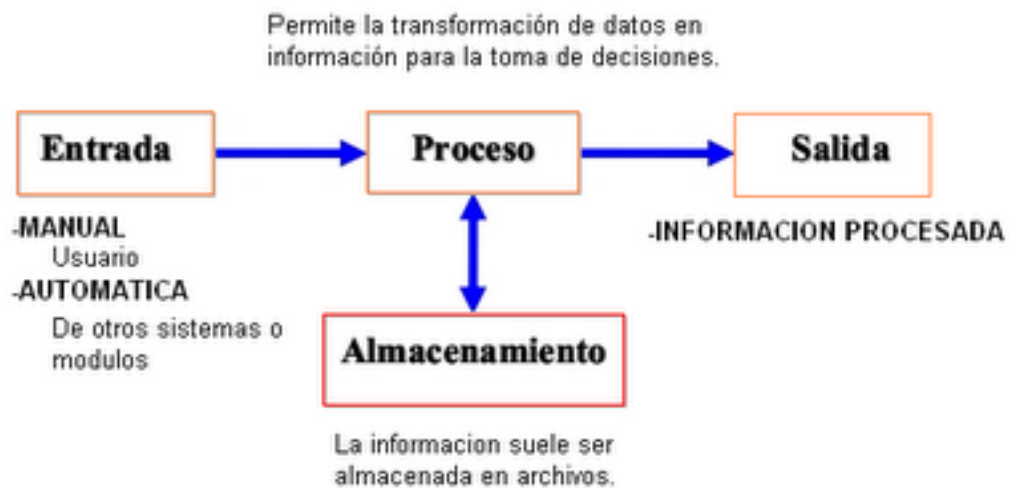 Permite la transformación de datos en
información para la toma de decisiones.
Entrada
Proceso
Salida
-MANUAL
Usuario
-AUTOMATICA
De otros sistemas o
modulos
-INFORMACION PROCESADA
Almacenamiento
La informacion suele ser
almacenada en archivos.